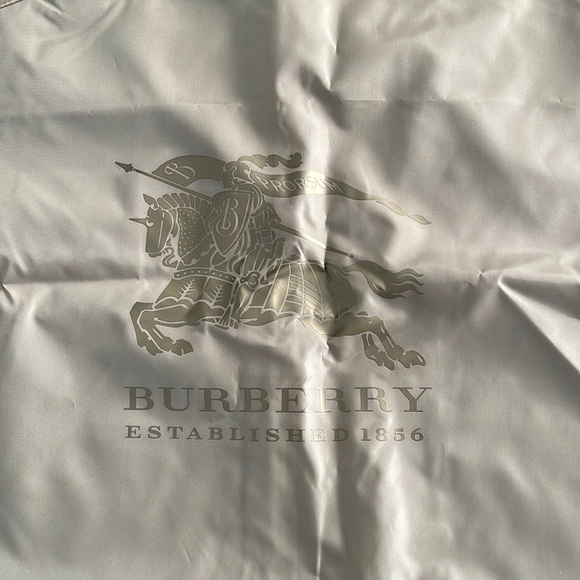 B
PRORSUM
B
BURBERRY
ESTABLISHED 1856